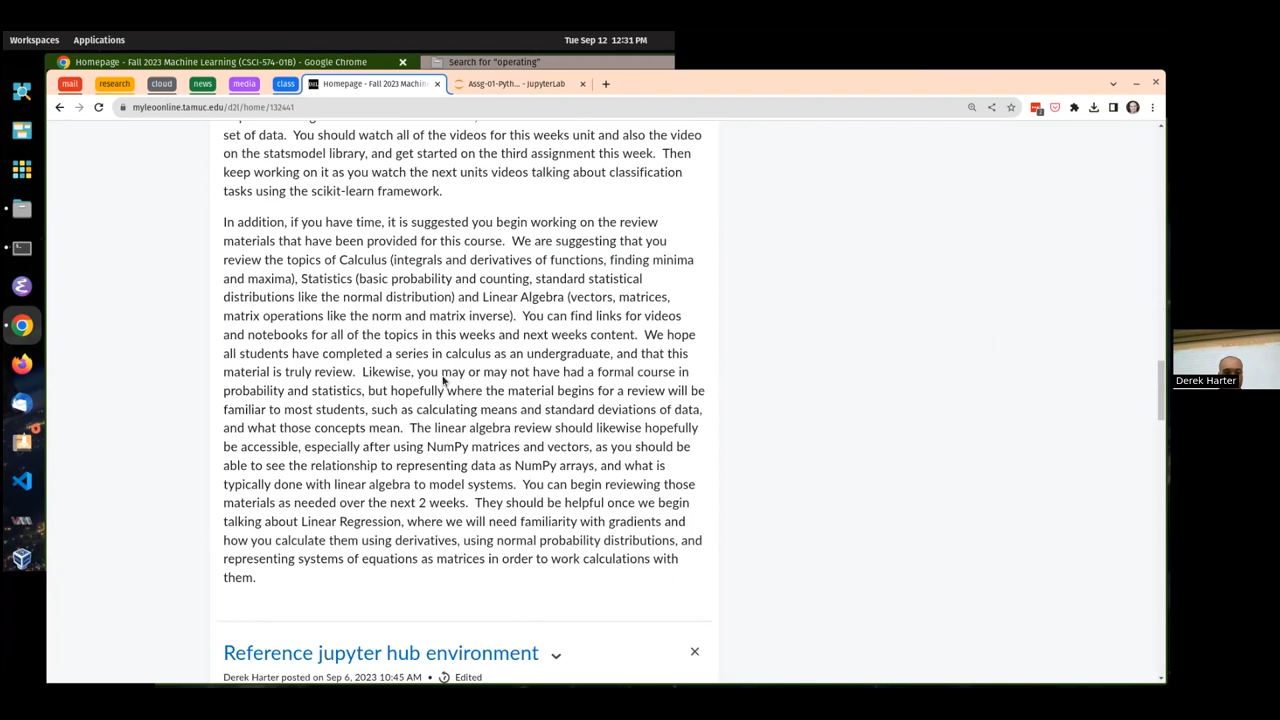 Workspaces Applications Tue Sep 12 12:31 PM
Homepage - Fall 2023 Machine Learning (CSCI-574-01B) - Google Chrome
Search for "operating"
mail research cloud news media class Homepage - Fall 2023 Machin Assg-01-Pyth... - JupyterLab
myleoonline.tamuc.edu/d2l/home/132441
set of data. You should watch all of the videos for this weeks unit and also the video
on the statsmodel library, and get started on the third assignment this week. Then
keep working on it as you watch the next units videos talking about classification
tasks using the scikit-learn framework.
In addition, if you have time, it is suggested you begin working on the review
materials that have been provided for this course. We are suggesting that you
review the topics of Calculus (integrals and derivatives of functions, finding minima
and maxima), Statistics (basic probability and counting, standard statistical
distributions like the normal distribution) and Linear Algebra (vectors, matrices,
matrix operations like the norm and matrix inverse). You can find links for videos
and notebooks for all of the topics in this weeks and next weeks content. We hope
all students have completed a series in calculus as an undergraduate, and that this
material is truly review. Likewise, you may or may not have had a formal course in
probability and statistics, but hopefully where the material begins for a review will be
familiar to most students, such as calculating means and standard deviations of data,
and what those concepts mean. The linear algebra review should likewise hopefully
be accessible, especially after using NumPy matrices and vectors, as you should be
able to see the relationship to representing data as NumPy arrays, and what is
typically done with linear algebra to model systems. You can begin reviewing those
materials as needed over the next 2 weeks. They should be helpful once we begin
talking about Linear Regression, where we will need familiarity with gradients and
how you calculate them using derivatives, using normal probability distributions, and
representing systems of equations as matrices in order to work calculations with
them.
Reference jupyter hub environment
Derek Harter posted on Sep 6, 2023 10:45 AM • Edited
Derek Harter